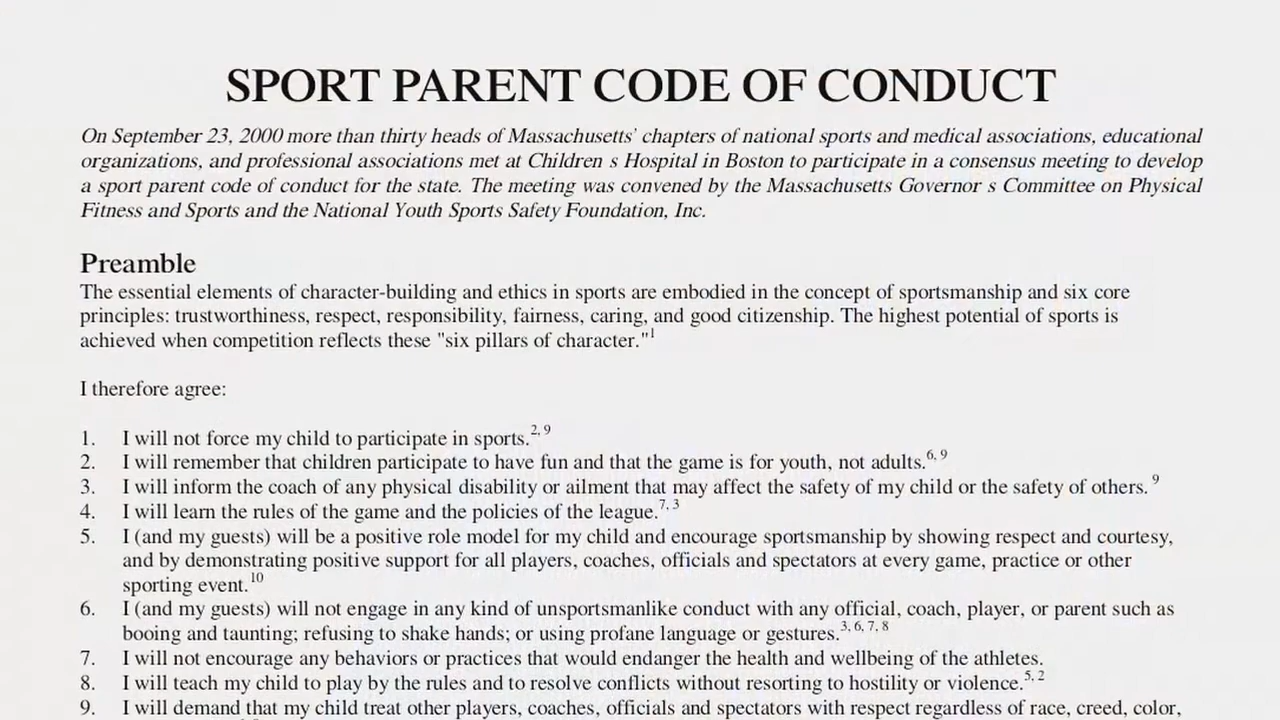 SPORT PARENT CODE OF CONDUCT
On September 23, 2000 more than thirty heads of Massachusetts' chapters of national sports and medical associations, educational
organizations, and professional associations met at Children s Hospital in Boston to participate in a consensus meeting to develop
a sport parent code of conduct for the state. The meeting was convened by the Massachusetts Governor s Committee on Physical
Fitness and Sports and the National Youth Sports Safety Foundation, Inc.
Preamble
The essential elements of character-building and ethics in sports are embodied in the concept of sportsmanship and six core
principles: trustworthiness, respect, responsibility, fairness, caring, and good citizenship. The highest potential of sports is
achieved when competition reflects these "six pillars of character."1
I therefore agree:
1. I will not force my child to participate in sports.2, 9
2. I will remember that children participate to have fun and that the game is for youth, not adults.6, 9
3. I will inform the coach of any physical disability or ailment that may affect the safety of my child or the safety of others. 9
4. I will learn the rules of the game and the policies of the league.7, 3
5. I (and my guests) will be a positive role model for my child and encourage sportsmanship by showing respect and courtesy,
and by demonstrating positive support for all players, coaches, officials and spectators at every game, practice or other
sporting event.10
6. I (and my guests) will not engage in any kind of unsportsmanlike conduct with any official, coach, player, or parent such as
booing and taunting; refusing to shake hands; or using profane language or gestures.3, 6, 7, 8
7. I will not encourage any behaviors or practices that would endanger the health and wellbeing of the athletes.
8. I will teach my child to play by the rules and to resolve conflicts without resorting to hostility or violence.5, 2
9. I will demand that my child treat other players, coaches, officials and spectators with respect regardless of race, creed, color,